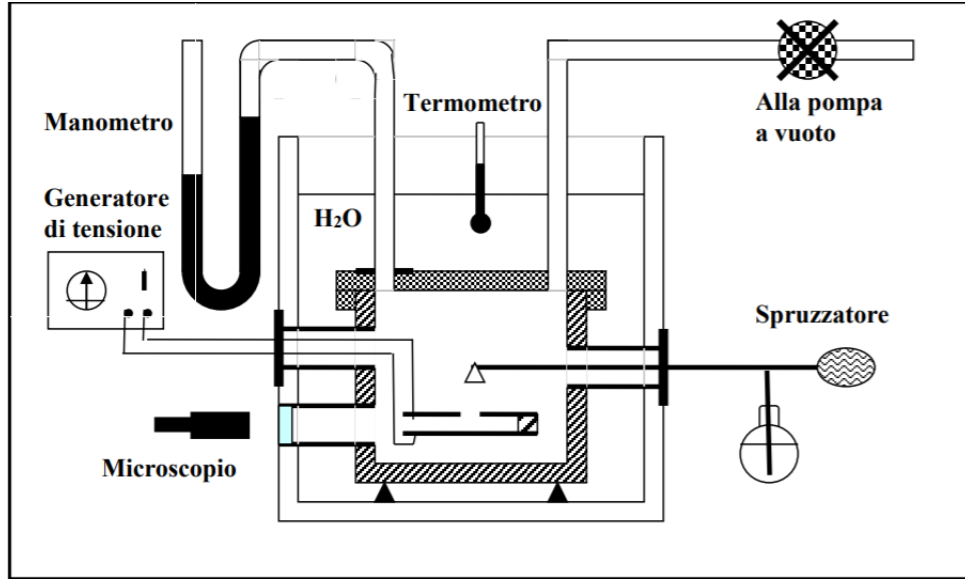 Manometro
Termometro
Alla pompa
a vuoto
Generatore
di tensione
H₂O
Spruzzatore
Microscopio